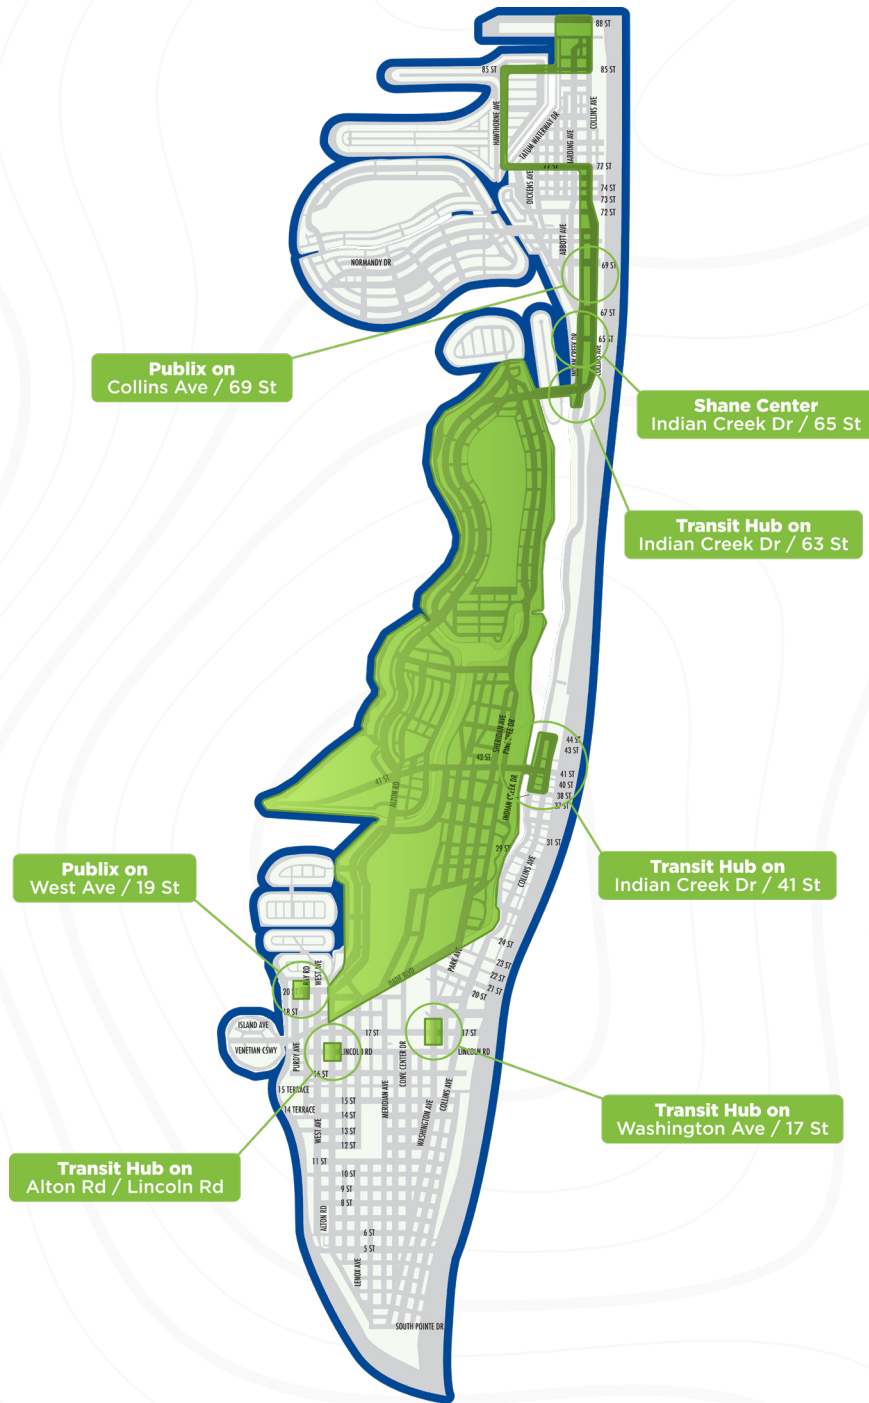 88 ST
85 ST
85 ST
HAWTHORNE AVE
TATUM WATERWAY DR
COLLINS AVE
77 ST
DICKENS AVE
74 ST
73 ST
72 ST
ABBOTT AVE
NORMANDY DR
69 ST
67 ST
65 ST
Publix on
Collins Ave / 69 St
Shane Center
Indian Creek Dr / 65 St
Transit Hub on
Indian Creek Dr / 63 St
SHERIDAN AVE
44 ST
43 ST
42 ST
41 ST
41 ST
40 ST
38 ST
37 ST
ALTON RD
INDIAN CREEK DR
31 ST
29 ST
COLLINS AVE
Transit Hub on
Indian Creek Dr / 41 St
Publix on
West Ave / 19 St
24 ST
23 ST
22 ST
21 ST
20 ST
PARK AVE
WEST AVE
20 ST
18 ST
ISLAND AVE
VENETIAN CSWY
PURDY AVE
17 ST
17 ST
LINCOLN RD
LINCOLN RD
CONV. CENTER DR
16 ST
15 TERRACE
14 TERRACE
MERIDIAN AVE
COLLINS AVE
WASHINGTON AVE
WEST AVE
15 ST
14 ST
13 ST
12 ST
11 ST
10 ST
9 ST
8 ST
Transit Hub on
Washington Ave / 17 St
Transit Hub on
Alton Rd / Lincoln Rd
ALTON RD
6 ST
5 ST
LENOX AVE
SOUTH POINTE DR